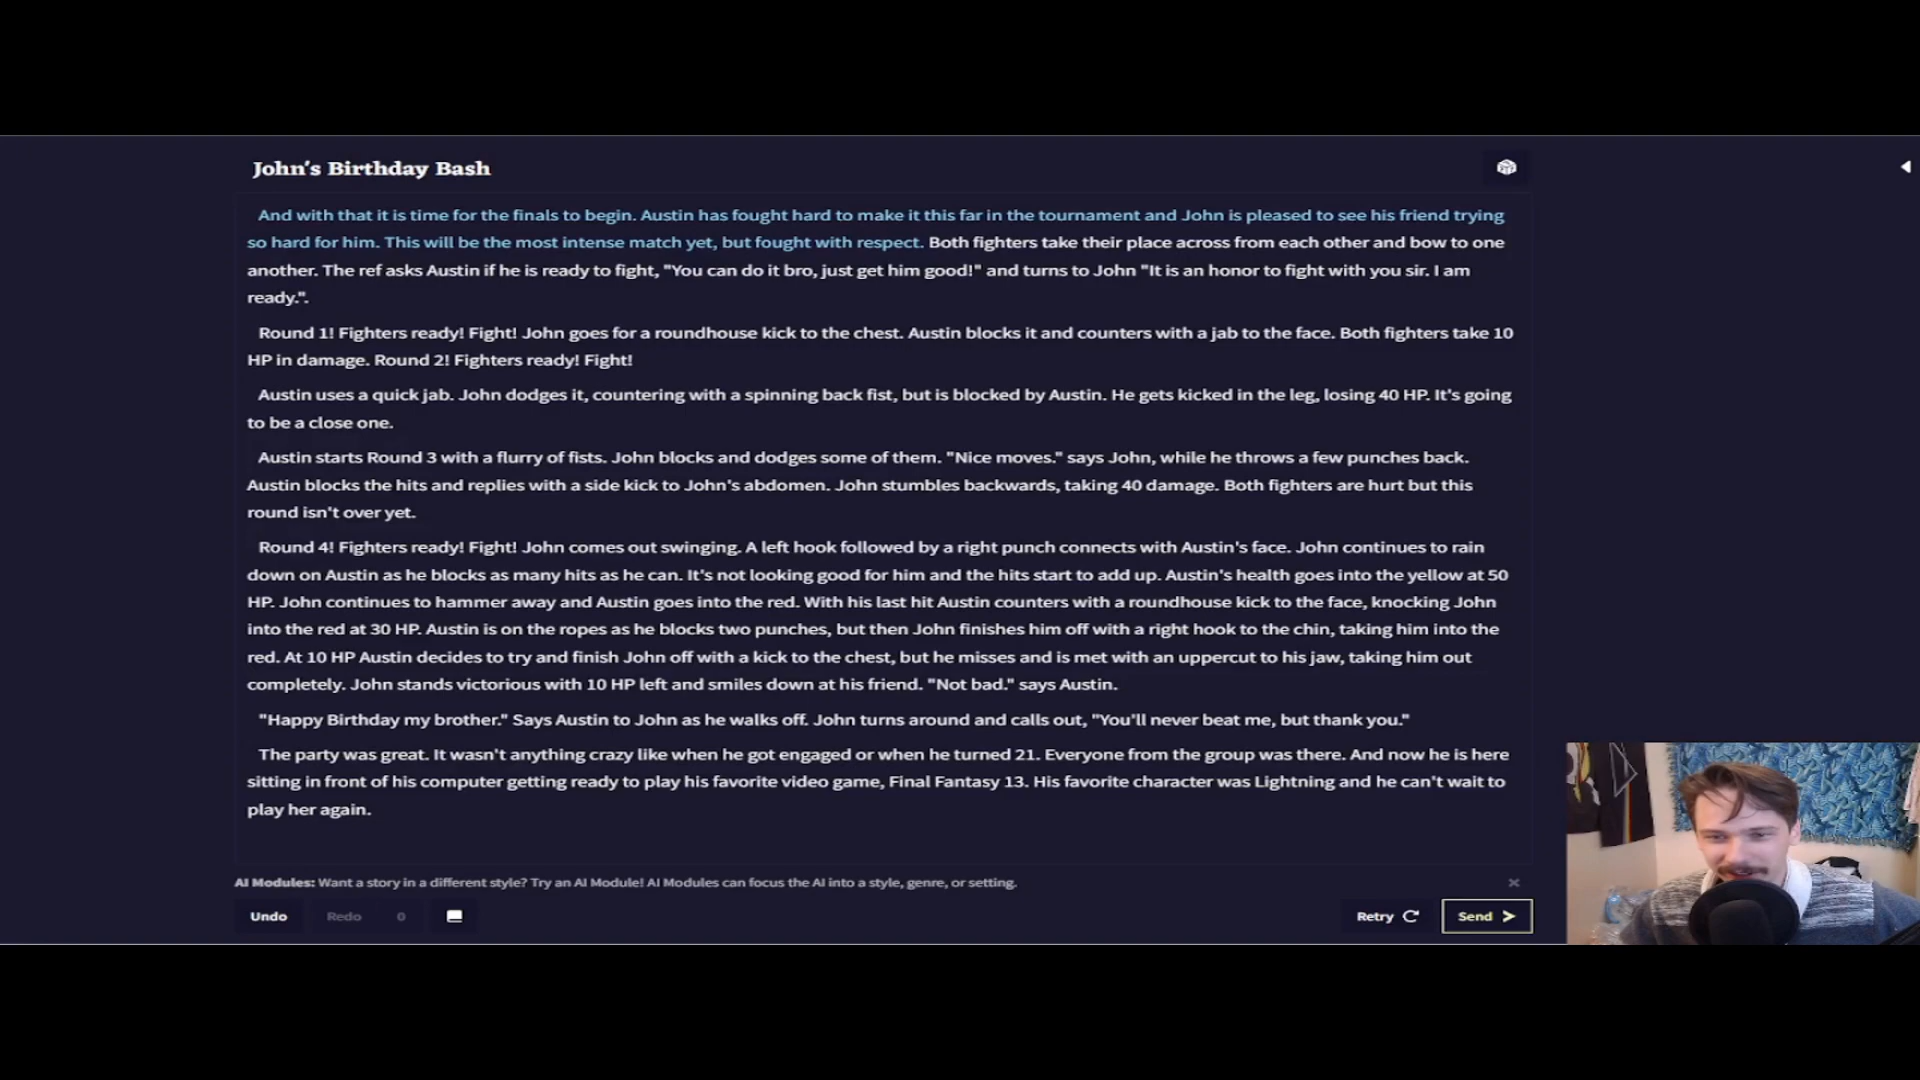 John's Birthday Bash
And with that it is time for the finals to begin. Austin has fought hard to make it this far in the tournament and John is pleased to see his friend trying
so hard for him. This will be the most intense match yet, but fought with respect. Both fighters take their place across from each other and bow to one
another. The ref asks Austin if he is ready to fight, "You can do it bro, just get him good!" and turns to John "It is an honor to fight with you sir. I am
ready.".
Round 1! Fighters ready! Fight! John goes for a roundhouse kick to the chest. Austin blocks it and counters with a jab to the face. Both fighters take 10
HP in damage. Round 2! Fighters ready! Fight!
Austin uses a quick jab. John dodges it, countering with a spinning back fist, but is blocked by Austin. He gets kicked in the leg, losing 40 HP. It's going
to be a close one.
Austin starts Round 3 with a flurry of fists. John blocks and dodges some of them. "Nice moves." says John, while he throws a few punches back.
Austin blocks the hits and replies with a side kick to John's abdomen. John stumbles backwards, taking 40 damage. Both fighters are hurt but this
round isn't over yet.
Round 4! Fighters ready! Fight! John comes out swinging. A left hook followed by a right punch connects with Austin's face. John continues to rain
down on Austin as he blocks as many hits as he can. It's not looking good for him and the hits start to add up. Austin's health goes into the yellow at 50
HP. John continues to hammer away and Austin goes into the red. With his last hit Austin counters with a roundhouse kick to the face, knocking John
into the red at 30 HP. Austin is on the ropes as he blocks two punches, but then John finishes him off with a right hook to the chin, taking him into the
red. At 10 HP Austin decides to try and finish John off with a kick to the chest, but he misses and is met with an uppercut to his jaw, taking him out
completely. John stands victorious with 10 HP left and smiles down at his friend. "Not bad." says Austin.
"Happy Birthday my brother." Says Austin to John as he walks off. John turns around and calls out, "You'll never beat me, but thank you."
The party was great. It wasn't anything crazy like when he got engaged or when he turned 21. Everyone from the group was there. And now he is here
sitting in front of his computer getting ready to play his favorite video game, Final Fantasy 13. His favorite character was Lightning and he can't wait to
play her again.
AI Modules: Want a story in a different style? Try an AI Module! AI Modules can focus the AI into a style, genre, or setting.
Undo Redo 0 Retry Send